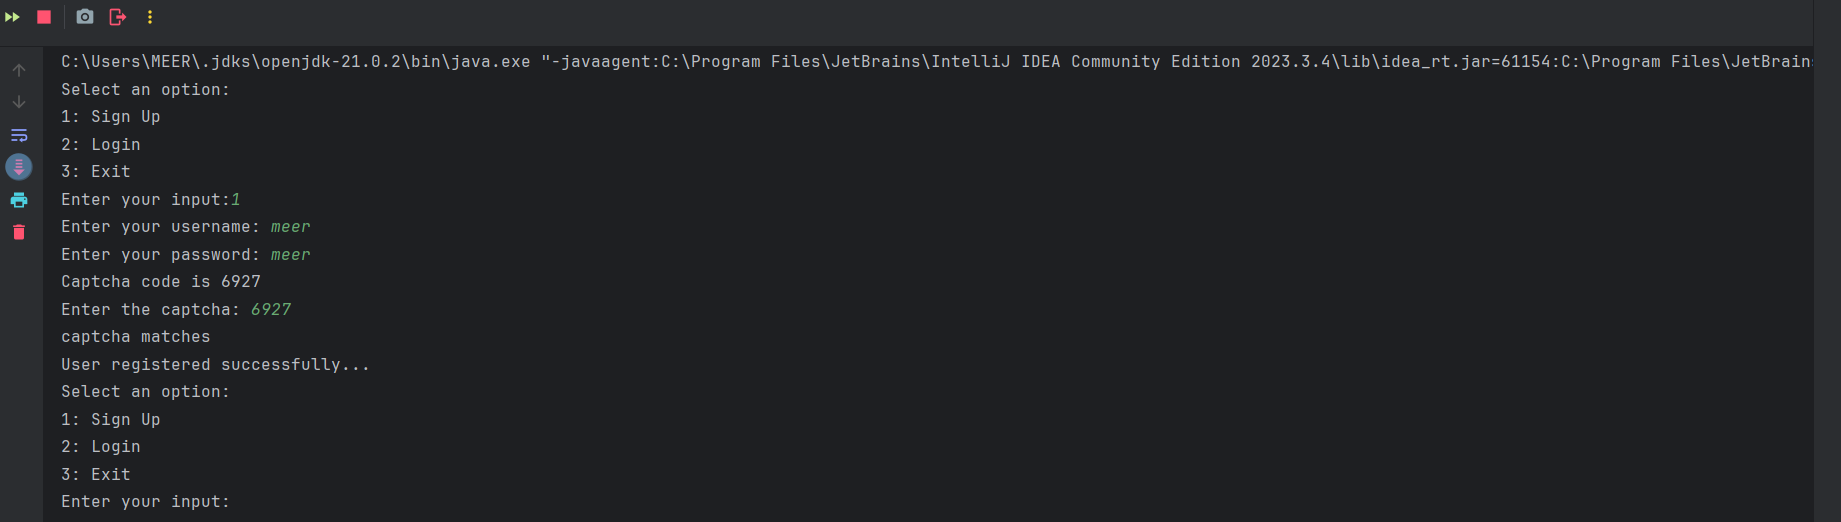 C:\Users\MEER\.jdks\openjdk-21.0.2\bin\java.exe "-javaagent:C:\Program Files\JetBrains\IntelliJ IDEA Community Edition 2023.3.4\lib\idea_rt.jar=61154:C:\Program Files\JetBrains
Select an option:
1: Sign Up
2: Login
3: Exit
Enter your input:1
Enter your username: meer
Enter your password: meer
Captcha code is 6927
Enter the captcha: 6927
captcha matches
User registered successfully...
Select an option:
1: Sign Up
2: Login
3: Exit
Enter your input: